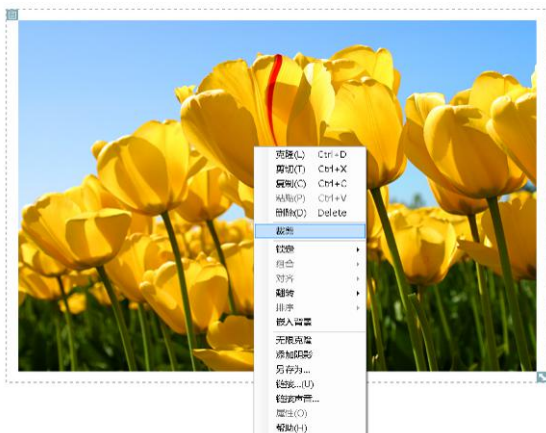 克隆(L) Ctrl+D
剪切(T) Ctrl+X
复制(C) Ctrl+C
粘贴(P) Ctrl+V
删除(D) Delete
裁剪
锁定
组合
对齐
翻转
排序
嵌入背景
无限克隆
添加阴影
另存为...
链接...(U)
链接声音...
属性(O)
帮助(H)